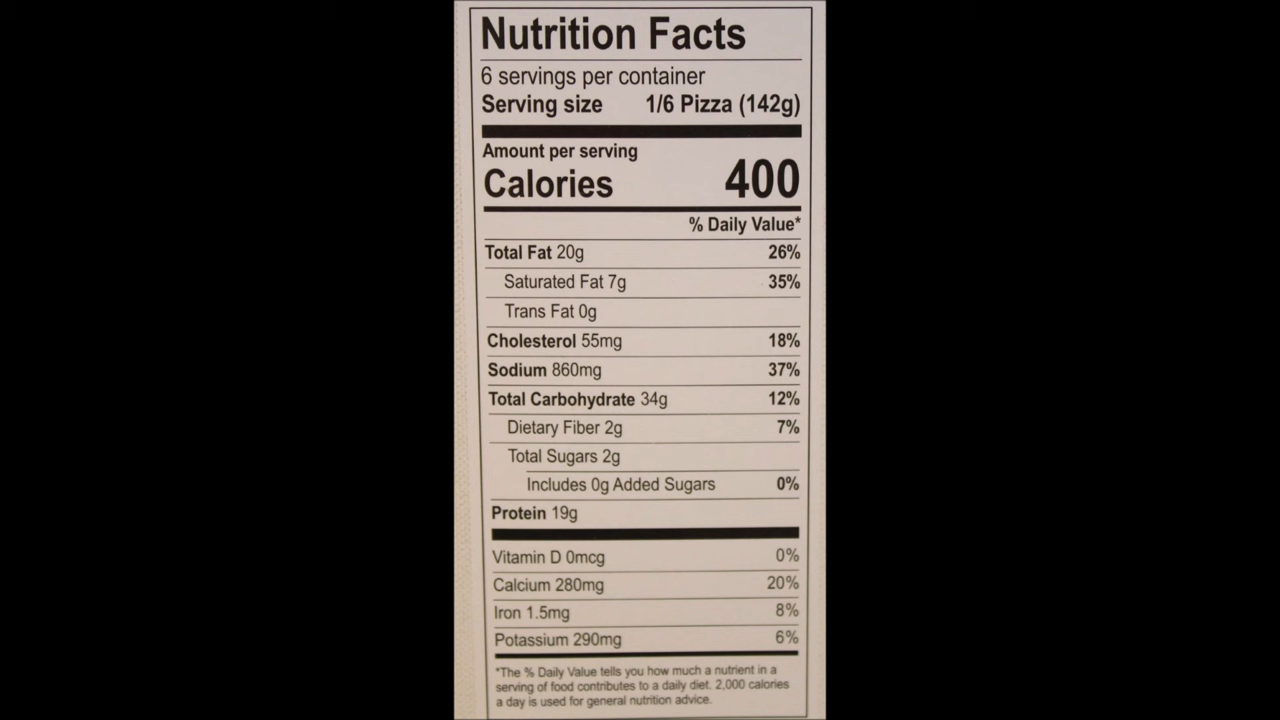 Nutrition Facts
6 servings per container
Serving size 1/6 Pizza (142g)
Amount per serving
Calories 400
% Daily Value*
Total Fat 20g 26%
Saturated Fat 7g 35%
Trans Fat 0g
Cholesterol 55mg 18%
Sodium 860mg 37%
Total Carbohydrate 34g 12%
Dietary Fiber 2g 7%
Total Sugars 2g
Includes 0g Added Sugars 0%
Protein 19g
Vitamin D 0mcg 0%
Calcium 280mg 20%
Iron 1.5mg 8%
Potassium 290mg 6%
*The % Daily Value tells you how much a nutrient in a
serving of food contributes to a daily diet. 2,000 calories
a day is used for general nutrition advice.